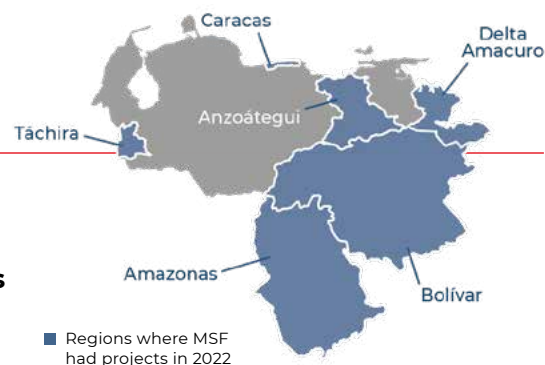 Caracas
Delta
Amacuro
Anzoátegui
Táchira
Amazonas
Bolívar
s
Regions where MSF
had projects in 2022